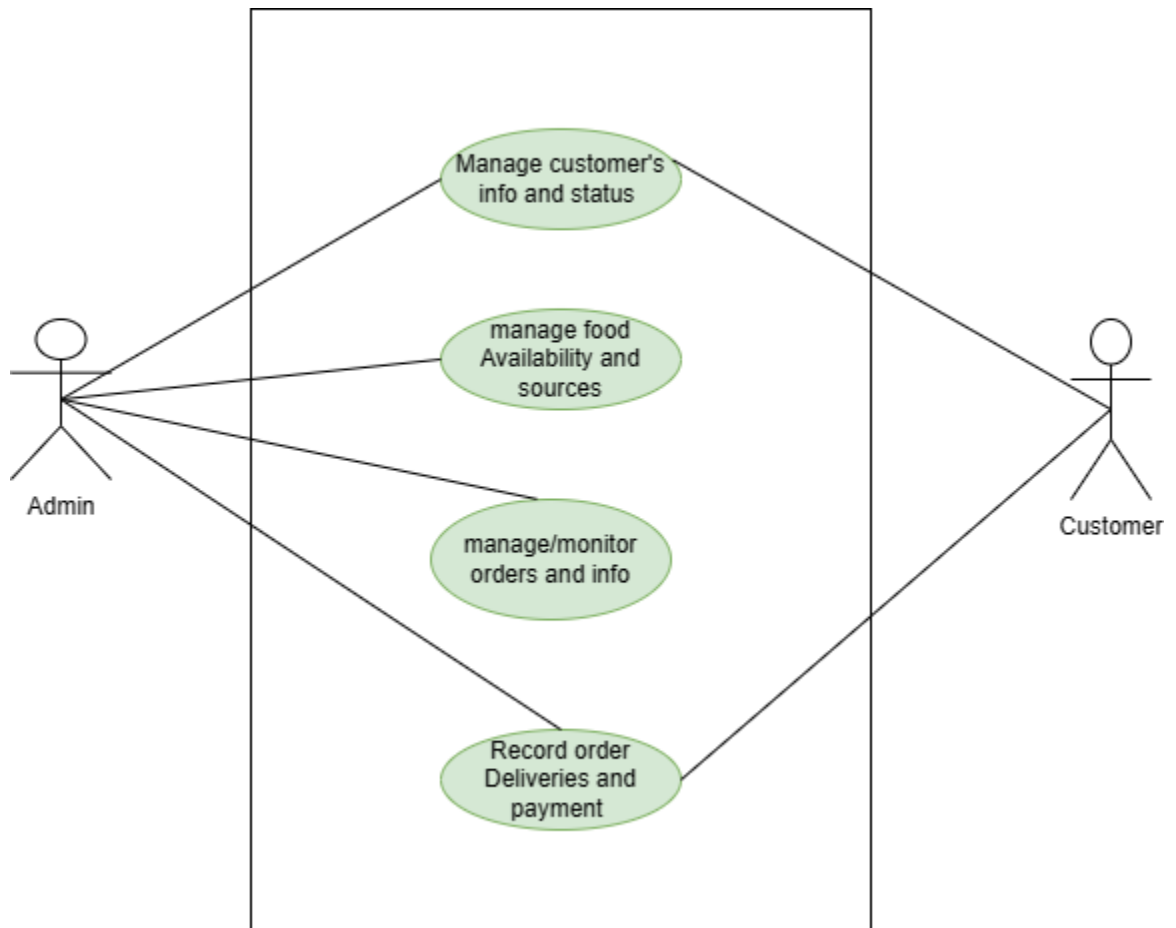 Manage customer's
info and status
manage food
Availability and
sources
Admin
Customer
manage/monitor
orders and info
Record order
Deliveries and
payment